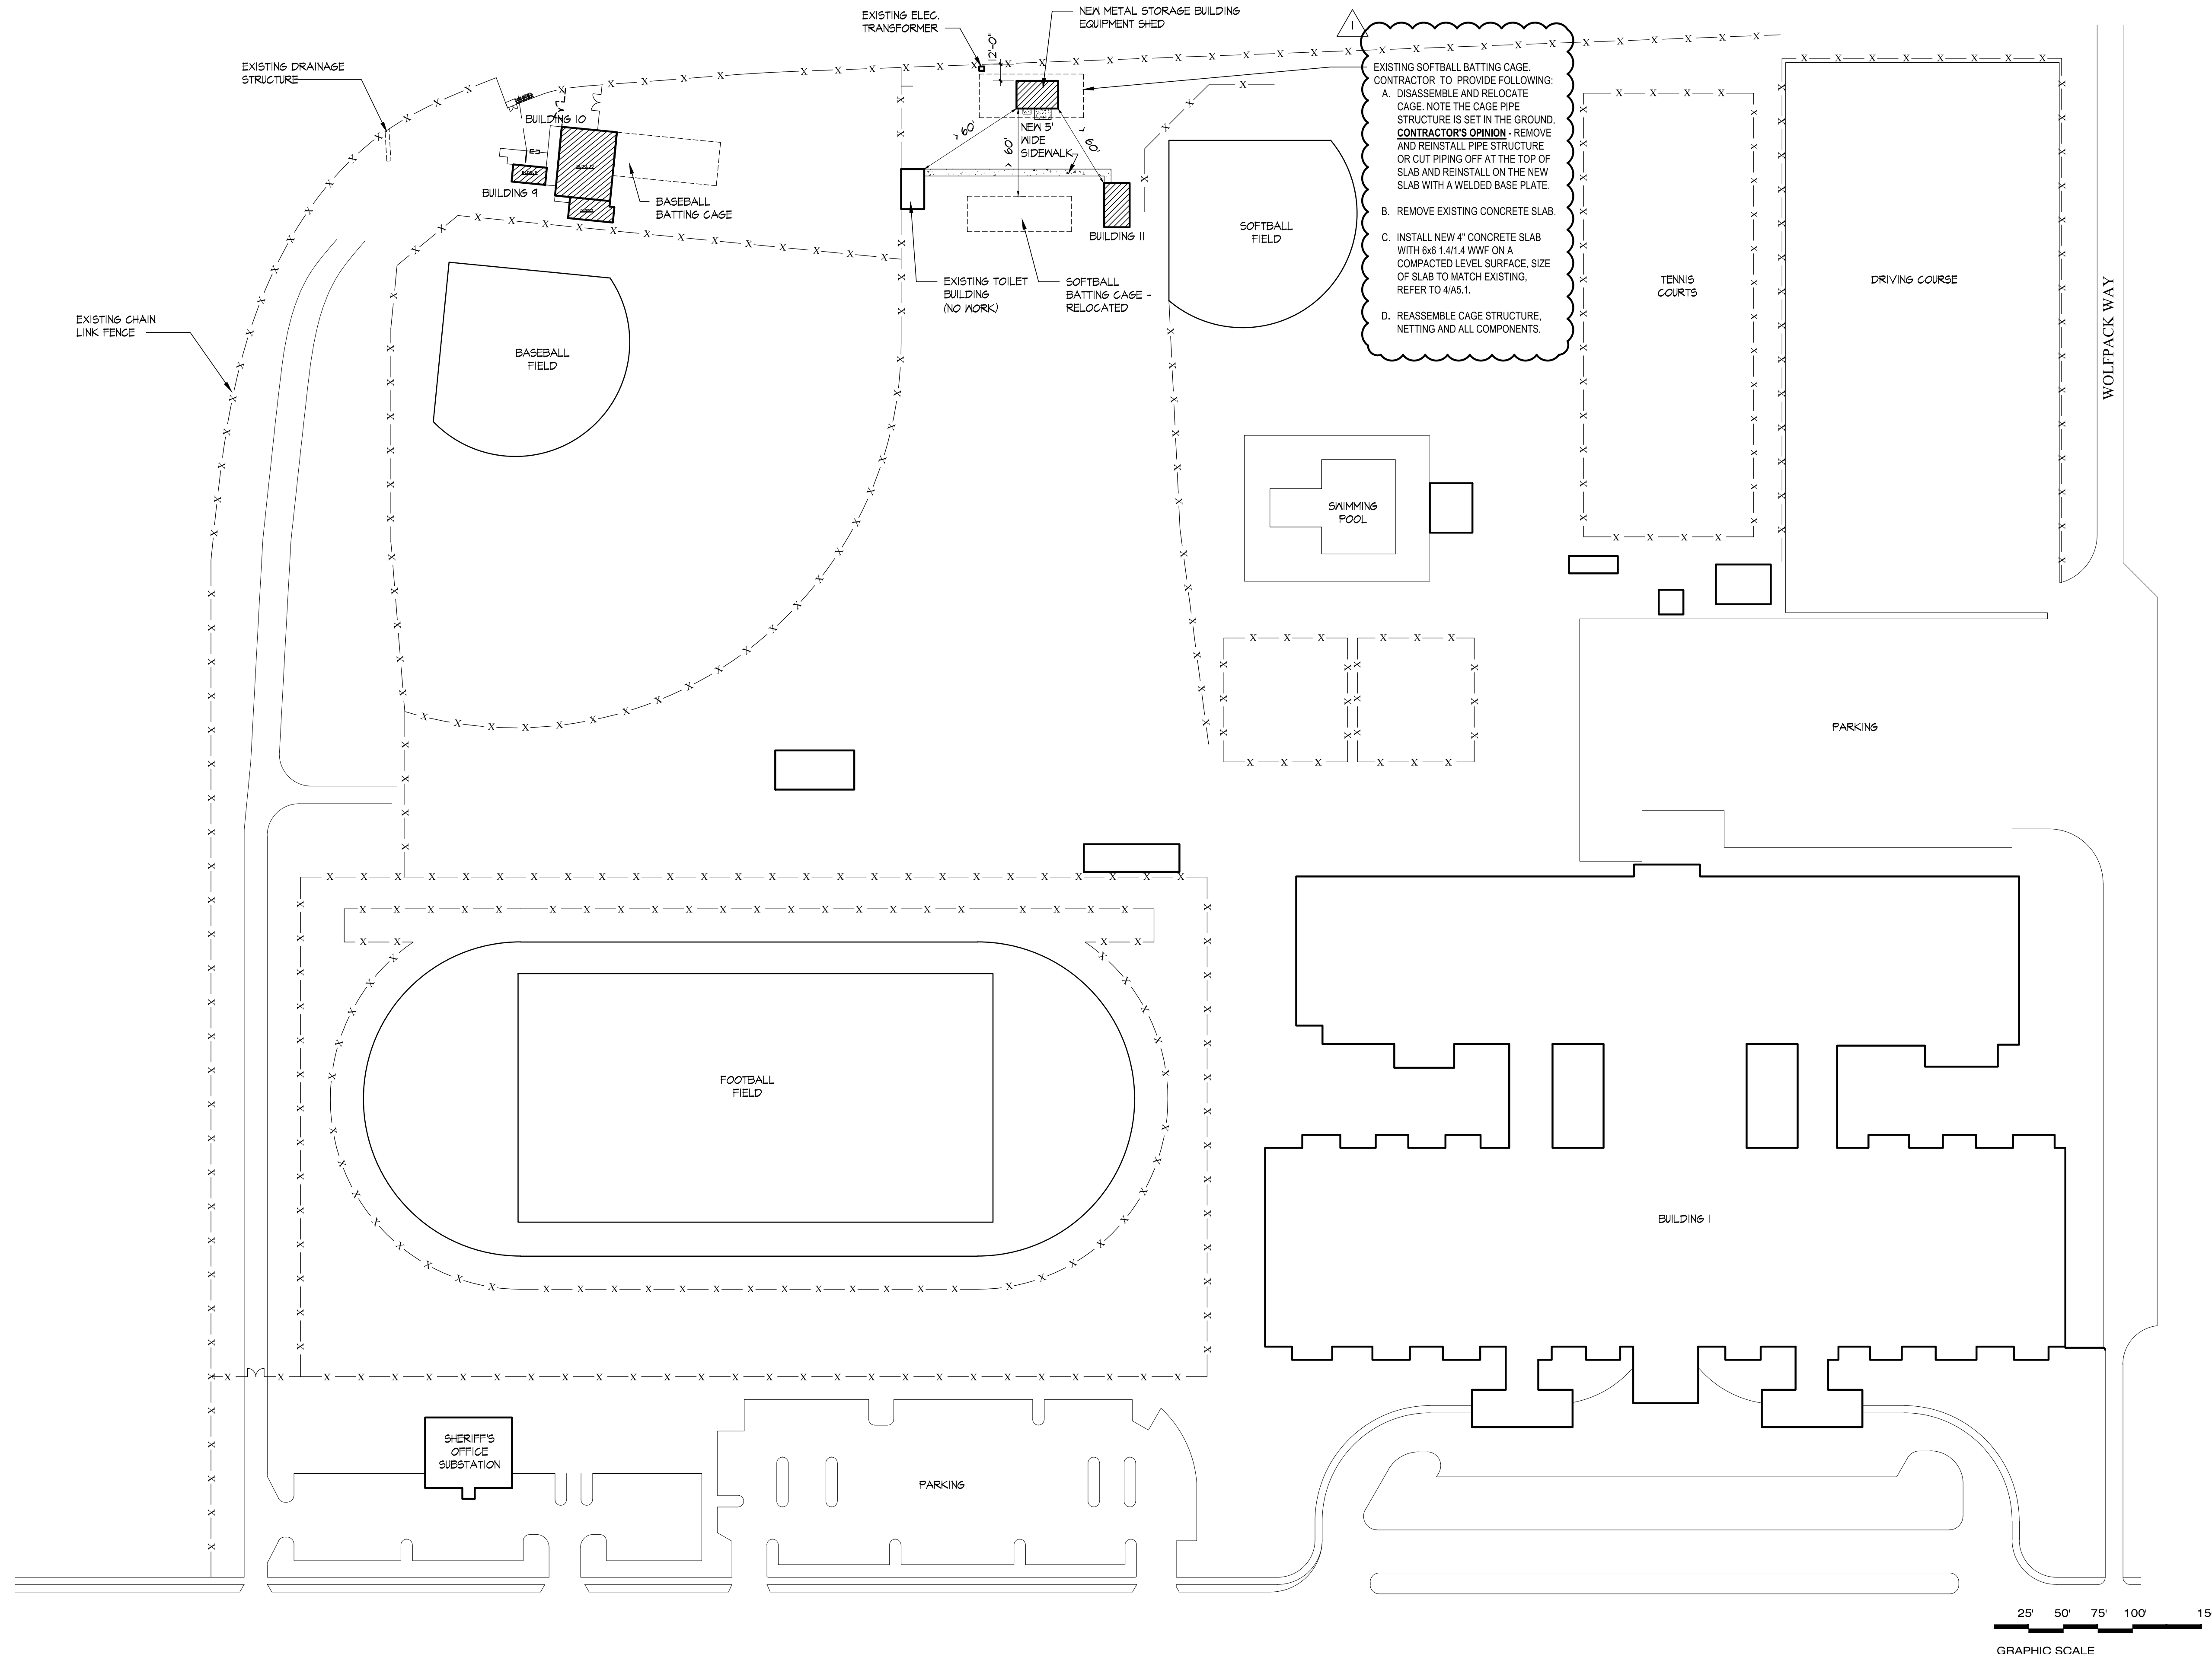 EXISTING ELEC.
TRANSFORMER
12'-0"
NEW METAL STORAGE BUILDING
EQUIPMENT SHED
1
EXISTING DRAINAGE
STRUCTURE
BUILDING 10
BUILDING 9
BASEBALL
BATTING CAGE
> 60'
> 60'
> 60'
NEW 5'
WIDE
SIDEWALK
BUILDING 11
EXISTING TOILET
BUILDING
(NO WORK)
SOFTBALL
BATTING CAGE -
RELOCATED
SOFTBALL
FIELD
EXISTING SOFTBALL BATTING CAGE.
CONTRACTOR TO PROVIDE FOLLOWING:
A. DISASSEMBLE AND RELOCATE
CAGE. NOTE THE CAGE PIPE
STRUCTURE IS SET IN THE GROUND.
CONTRACTOR'S OPINION - REMOVE
AND REINSTALL PIPE STRUCTURE
OR CUT PIPING OFF AT THE TOP OF
SLAB AND REINSTALL ON THE NEW
SLAB WITH A WELDED BASE PLATE.
B. REMOVE EXISTING CONCRETE SLAB.
C. INSTALL NEW 4" CONCRETE SLAB
WITH 6x6 1.4/1.4 WWF ON A
COMPACTED LEVEL SURFACE. SIZE
OF SLAB TO MATCH EXISTING,
REFER TO 4/A5.1.
D. REASSEMBLE CAGE STRUCTURE,
NETTING AND ALL COMPONENTS.
TENNIS
COURTS
DRIVING COURSE
WOLFPACK WAY
EXISTING CHAIN
LINK FENCE
BASEBALL
FIELD
SWIMMING
POOL
PARKING
FOOTBALL
FIELD
BUILDING 1
SHERIFF'S
OFFICE
SUBSTATION
PARKING
25' 50' 75' 100' 15
GRAPHIC SCALE